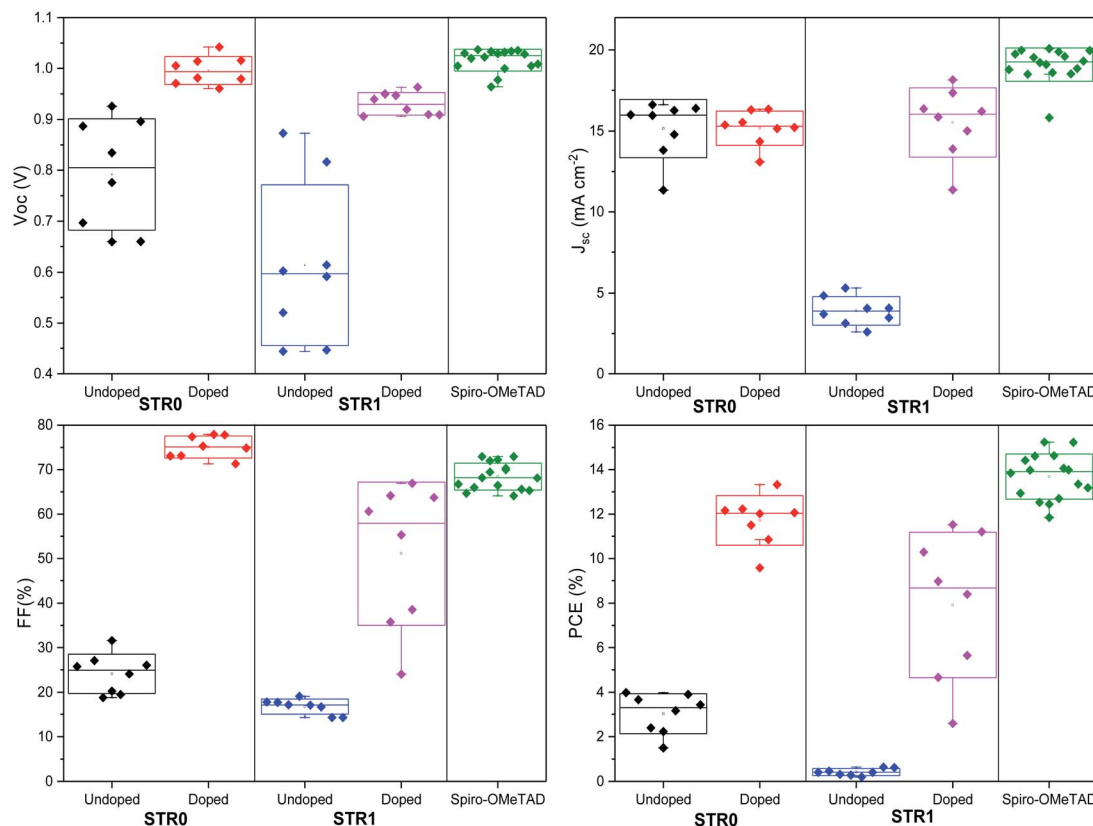 1.1
1.0
0.9
0.8
0.7
0.6
0.5
0.4
Voc (V)
Undoped Doped Undoped Doped Spiro-OMeTAD
STR0 STR1
20
15
10
5
0
J_sc (mA cm⁻²)
Undoped Doped Undoped Doped Spiro-OMeTAD
STR0 STR1
80
70
60
50
40
30
20
10
0
FF(%)
Undoped Doped Undoped Doped Spiro-OMeTAD
STR0 STR1
16
14
12
10
8
6
4
2
0
PCE (%)
Undoped Doped Undoped Doped Spiro-OMeTAD
STR0 STR1